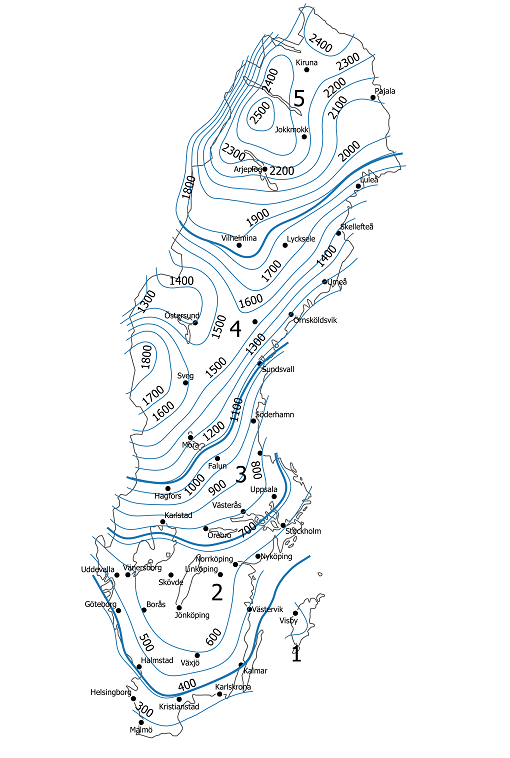 2400
2300
Kiruna
2400
2200
5
Pajala
2100
2500
Jokkmokk
2000
2300
Arjeplog
2200
Luleå
1800
1900
Skellefteå
Vilhelmina
Lycksele
1400
1700
1400
Umeå
1300
1600
Östersund
Örnsköldsvik
4
1500
1300
1800
1500
Sundsvall
Sveg
1700
1600
1100
Söderhamn
1200
Mora
Falun
800
3
1000
900
Hagfors
Uppsala
Västerås
Karlstad
700
Örebro
Stockholm
Nyköping
Norrköping
Uddevalla
Vänersborg
Linköping
Skövde
2
Göteborg
Borås
Jönköping
Västervik
Visby
500
600
1
Halmstad
Växjö
Kalmar
400
Helsingborg
Karlskrona
300
Kristianstad
Malmö